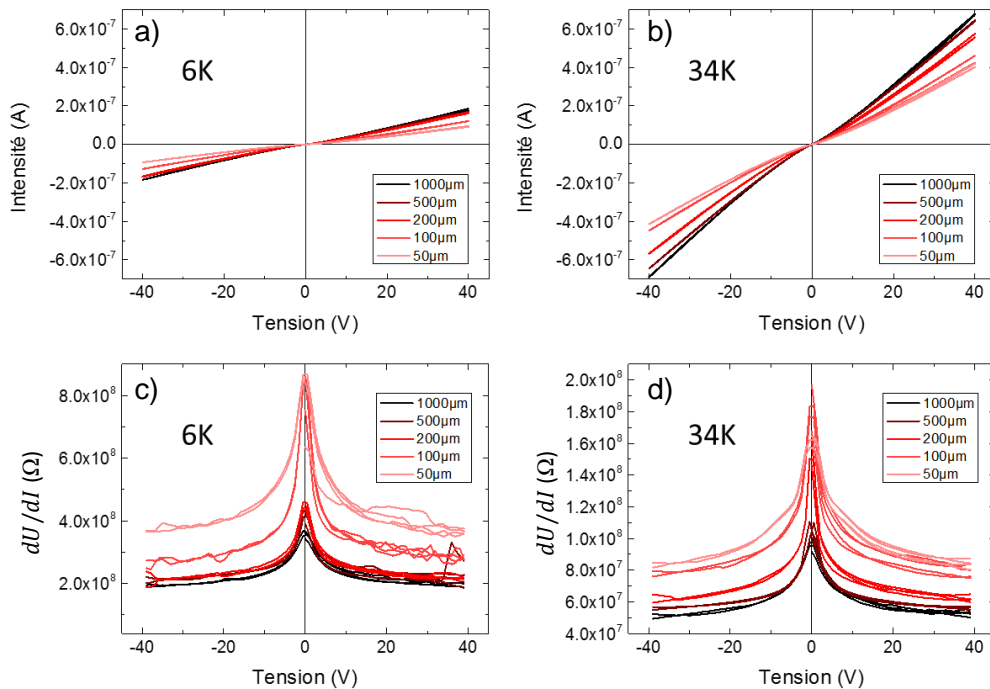 a)
6K
Intensité (A)
6.0x10⁻⁷
4.0x10⁻⁷
2.0x10⁻⁷
0.0
-2.0x10⁻⁷
-4.0x10⁻⁷
-6.0x10⁻⁷
1000µm
500µm
200µm
100µm
50µm
-40 -20 0 20 40
Tension (V)
b)
34K
Intensité (A)
6.0x10⁻⁷
4.0x10⁻⁷
2.0x10⁻⁷
0.0
-2.0x10⁻⁷
-4.0x10⁻⁷
-6.0x10⁻⁷
1000µm
500µm
200µm
100µm
50µm
-40 -20 0 20 40
Tension (V)
c)
6K
dU/dI (Ω)
8.0x10⁸
6.0x10⁸
4.0x10⁸
2.0x10⁸
1000µm
500µm
200µm
100µm
50µm
-40 -20 0 20 40
Tension (V)
d)
34K
dU/dI (Ω)
2.0x10⁸
1.8x10⁸
1.6x10⁸
1.4x10⁸
1.2x10⁸
1.0x10⁸
8.0x10⁷
6.0x10⁷
4.0x10⁷
1000µm
500µm
200µm
100µm
50µm
-40 -20 0 20 40
Tension (V)